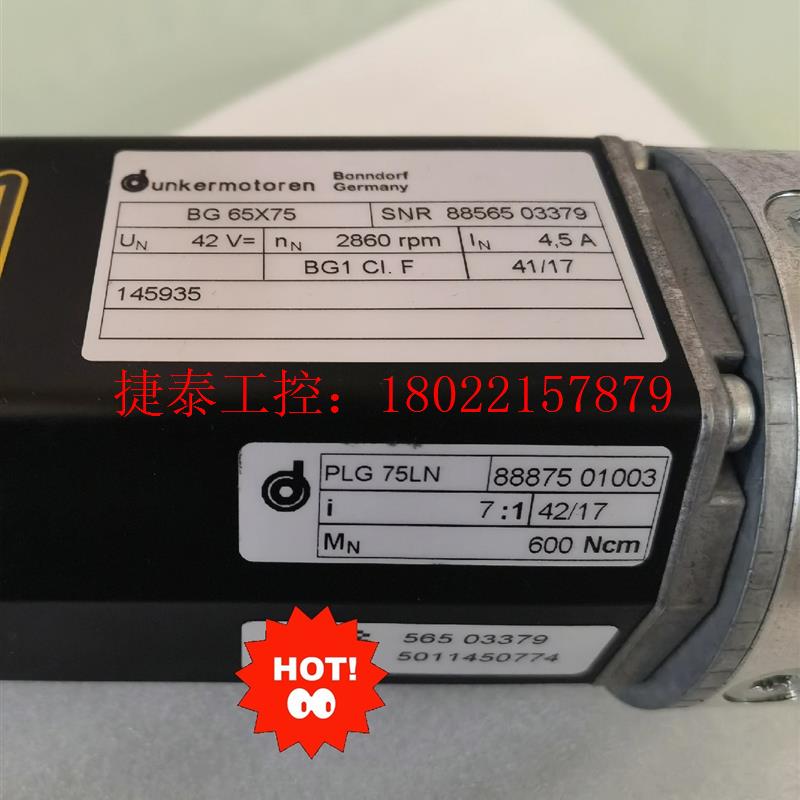 dunkermotoren Bonndorf Germany
BG 65X75 SNR 88565 03379
UN 42 V= nN 2860 rpm IN 4,5 A
BG1 Cl. F 41/17
145935
捷泰工控：18022157879
PLG 75LN 88875 01003
i 7:1 42/17
MN 600 Ncm
565 03379
5011450774
HOT!